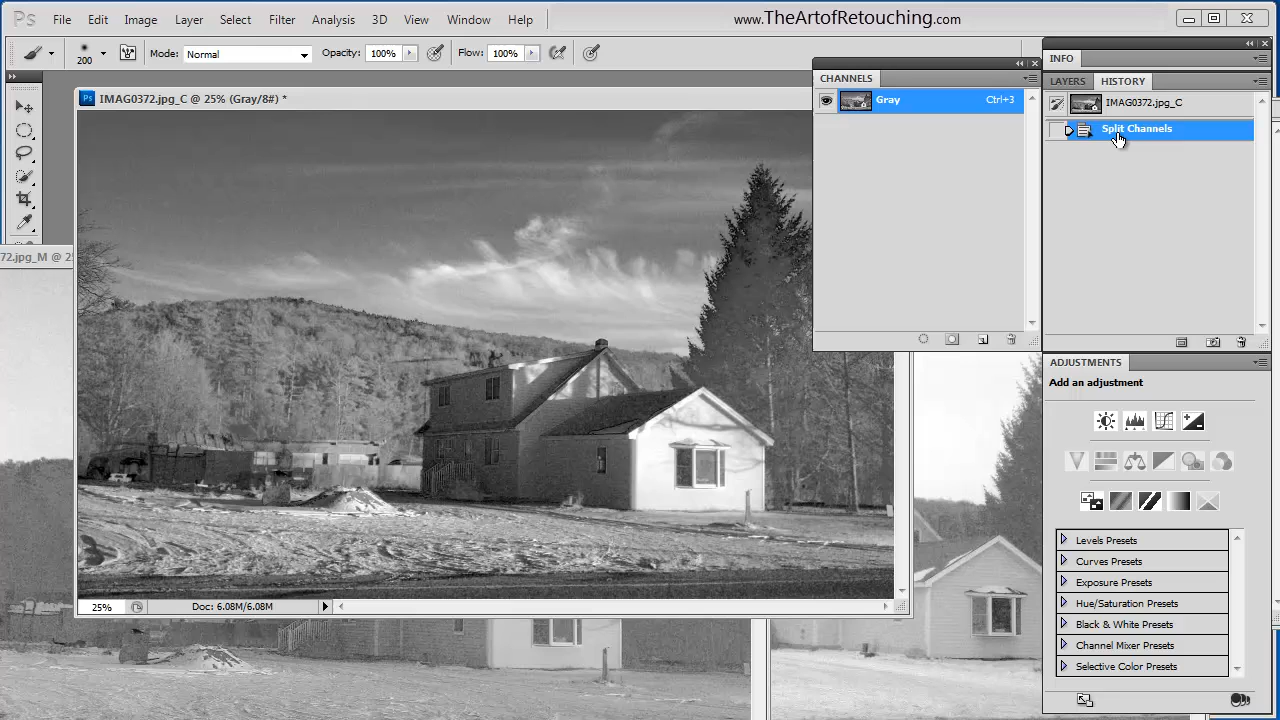 Ps File Edit Image Layer Select Filter Analysis 3D View Window Help www.TheArtofRetouching.com
200 Mode: Normal Opacity: 100% Flow: 100%
INFO
CHANNELS
LAYERS HISTORY
IMAG0372.jpg_C @ 25% (Gray/8#) *
Gray Ctrl+3
IMAG0372.jpg_C
Split Channels
72.jpg_M @ 25
ADJUSTMENTS
Add an adjustment
Levels Presets
Curves Presets
Exposure Presets
Hue/Saturation Presets
Black & White Presets
Channel Mixer Presets
Selective Color Presets
25% Doc: 6.08M/6.08M